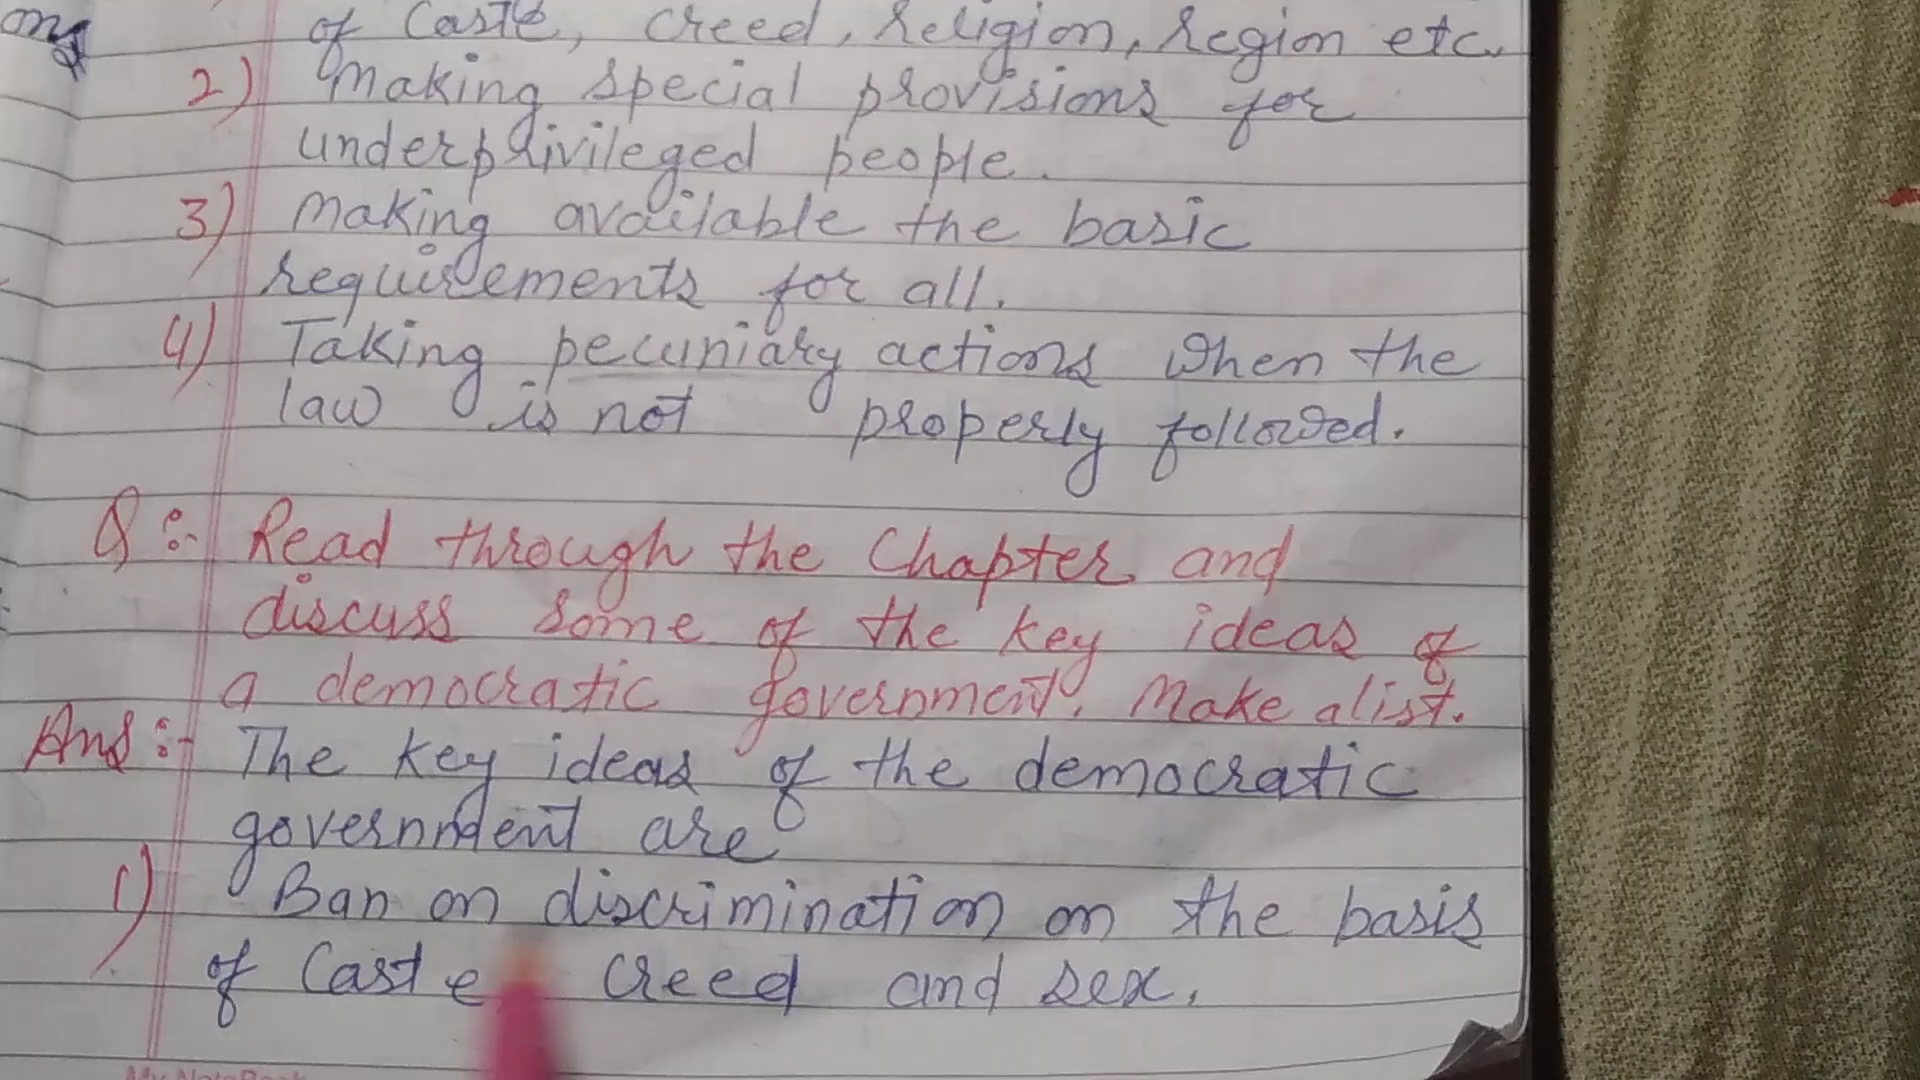 of Caste, creed, religion, region etc.
2) Making special provisions for
underprivileged people.
3) Making available the basic
requirements for all.
4) Taking pecuniary actions when the
law is not properly followed.
Q:- Read through the Chapter and
discuss some of the key ideas of
a democratic government. Make a list.
Ans:- The key ideas of the democratic
government are
1) Ban on discrimination on the basis
of Caste creed and sex.